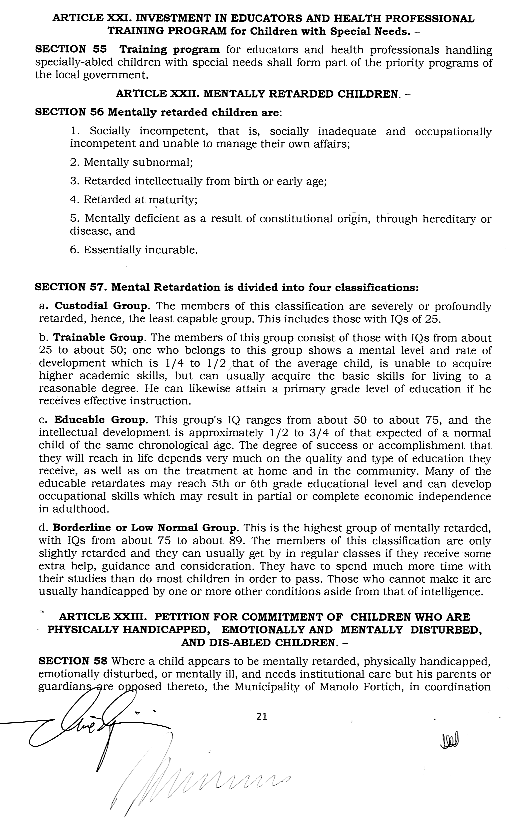 ARTICLE XXI. INVESTMENT IN EDUCATORS AND HEALTH PROFESSIONAL
TRAINING PROGRAM for Children with Special Needs. –
SECTION 55 Training program for educators and health professionals handling
specially-abled children with special needs shall form part of the priority programs of
the local government.
ARTICLE XXII. MENTALLY RETARDED CHILDREN. –
SECTION 56 Mentally retarded children are:
1. Socially incompetent, that is, socially inadequate and occupationally
incompetent and unable to manage their own affairs;
2. Mentally subnormal;
3. Retarded intellectually from birth or early age;
4. Retarded at maturity;
5. Mentally deficient as a result of constitutional origin, through hereditary or
disease, and
6. Essentially incurable.
SECTION 57. Mental Retardation is divided into four classifications:
a. Custodial Group. The members of this classification are severely or profoundly
retarded, hence, the least capable group. This includes those with IQs of 25.
b. Trainable Group. The members of this group consist of those with IQs from about
25 to about 50; one who belongs to this group shows a mental level and rate of
development which is 1/4 to 1/2 that of the average child, is unable to acquire
higher academic skills, but can usually acquire the basic skills for living to a
reasonable degree. He can likewise attain a primary grade level of education if he
receives effective instruction.
c. Educable Group. This group's IQ ranges from about 50 to about 75, and the
intellectual development is approximately 1/2 to 3/4 of that expected of a normal
child of the same chronological age. The degree of success or accomplishment that
they will reach in life depends very much on the quality and type of education they
receive, as well as on the treatment at home and in the community. Many of the
educable retardates may reach 5th or 6th grade educational level and can develop
occupational skills which may result in partial or complete economic independence
in adulthood.
d. Borderline or Low Normal Group. This is the highest group of mentally retarded,
with IQs from about 75 to about 89. The members of this classification are only
slightly retarded and they can usually get by in regular classes if they receive some
extra help, guidance and consideration. They have to spend much more time with
their studies than do most children in order to pass. Those who cannot make it are
usually handicapped by one or more other conditions aside from that of intelligence.
ARTICLE XXIII. PETITION FOR COMMITMENT OF CHILDREN WHO ARE
PHYSICALLY HANDICAPPED, EMOTIONALLY AND MENTALLY DISTURBED,
AND DIS-ABLED CHILDREN. –
SECTION 58 Where a child appears to be mentally retarded, physically handicapped,
emotionally disturbed, or mentally ill, and needs institutional care but his parents or
guardians are opposed thereto, the Municipality of Manolo Fortich, in coordination
21